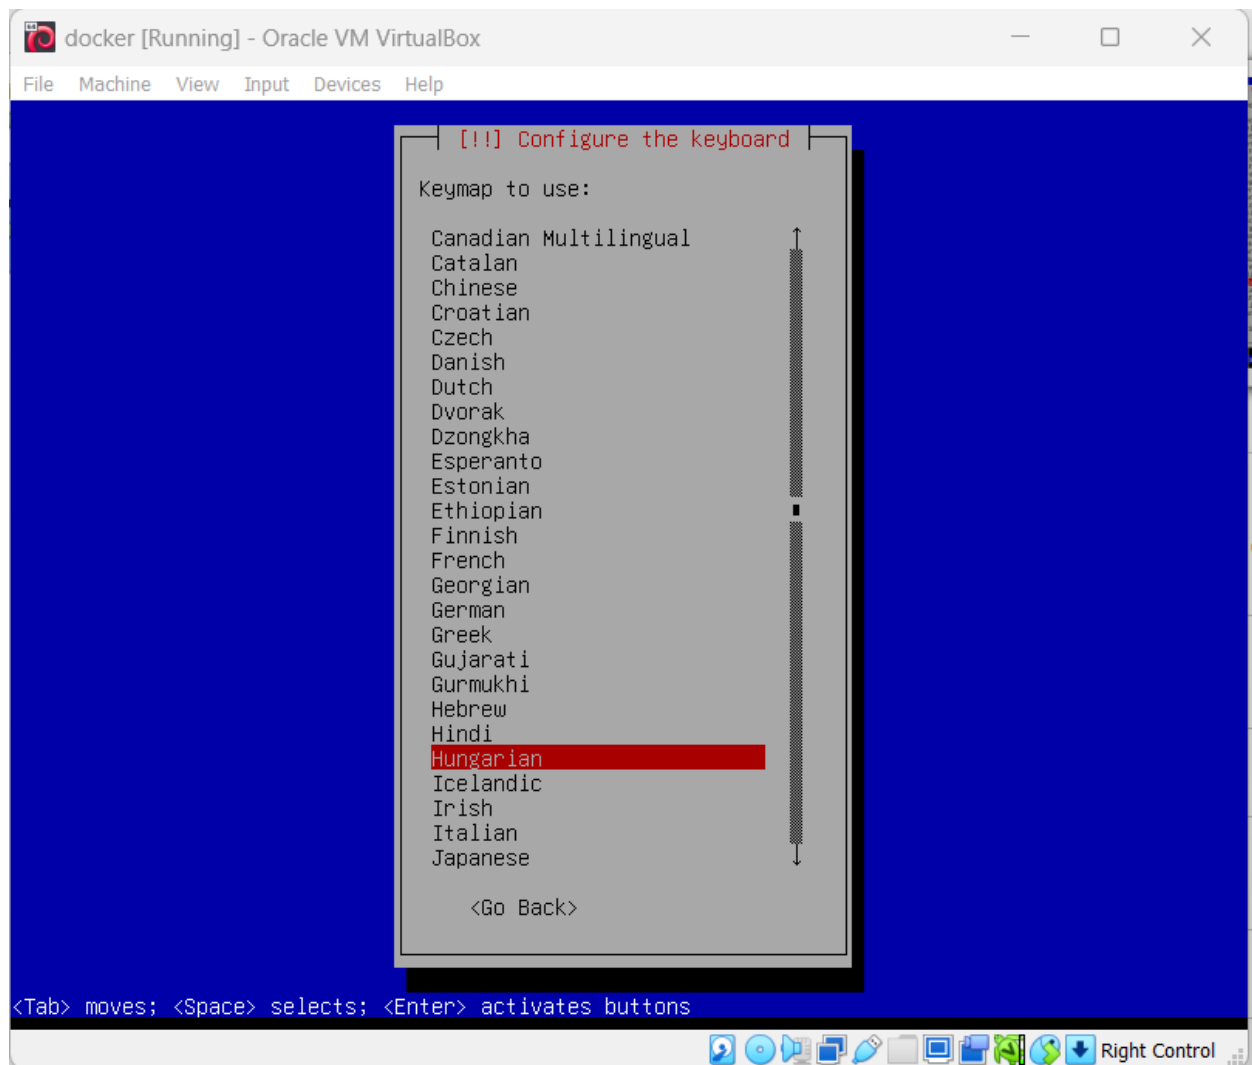 docker [Running] - Oracle VM VirtualBox
File Machine View Input Devices Help
[!!] Configure the keyboard
Keymap to use:
Canadian Multilingual
Catalan
Chinese
Croatian
Czech
Danish
Dutch
Dvorak
Dzongkha
Esperanto
Estonian
Ethiopian
Finnish
French
Georgian
German
Greek
Gujarati
Gurmukhi
Hebrew
Hindi
Hungarian
Icelandic
Irish
Italian
Japanese
<Go Back>
<Tab> moves; <Space> selects; <Enter> activates buttons
Right Control